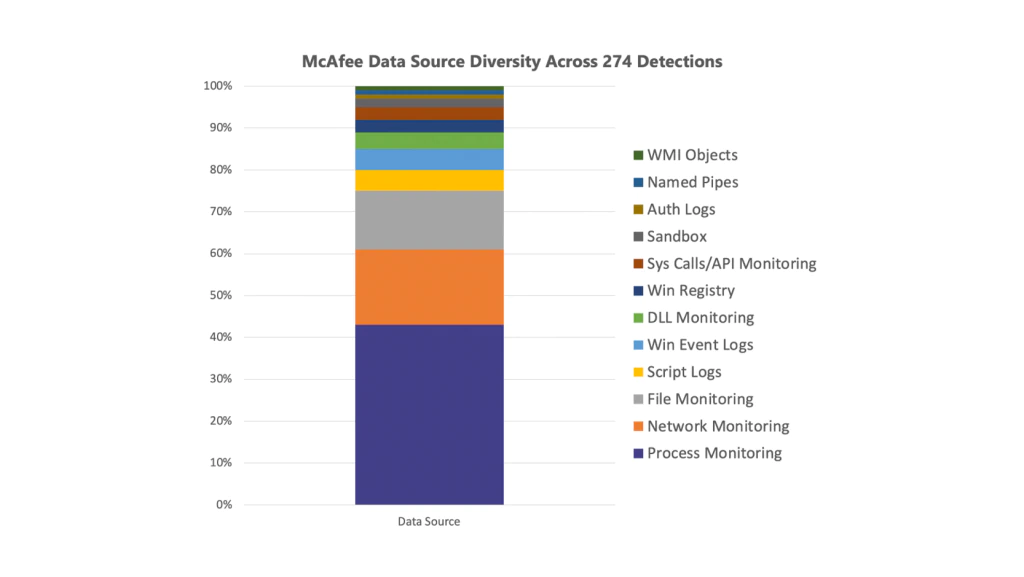 McAfee Data Source Diversity Across 274 Detections
100%
90%
80%
70%
60%
50%
40%
30%
20%
10%
0%
Data Source
WMI Objects
Named Pipes
Auth Logs
Sandbox
Sys Calls/API Monitoring
Win Registry
DLL Monitoring
Win Event Logs
Script Logs
File Monitoring
Network Monitoring
Process Monitoring